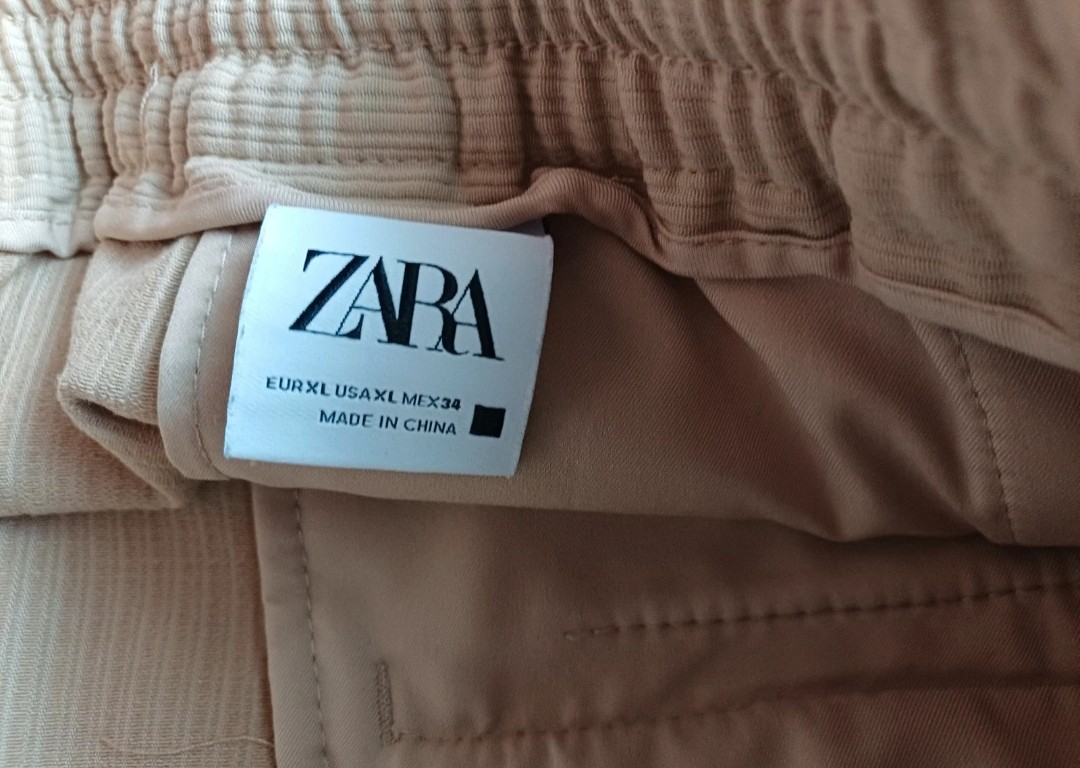 ZARA
EUR XL USA XL MEX 34
MADE IN CHINA